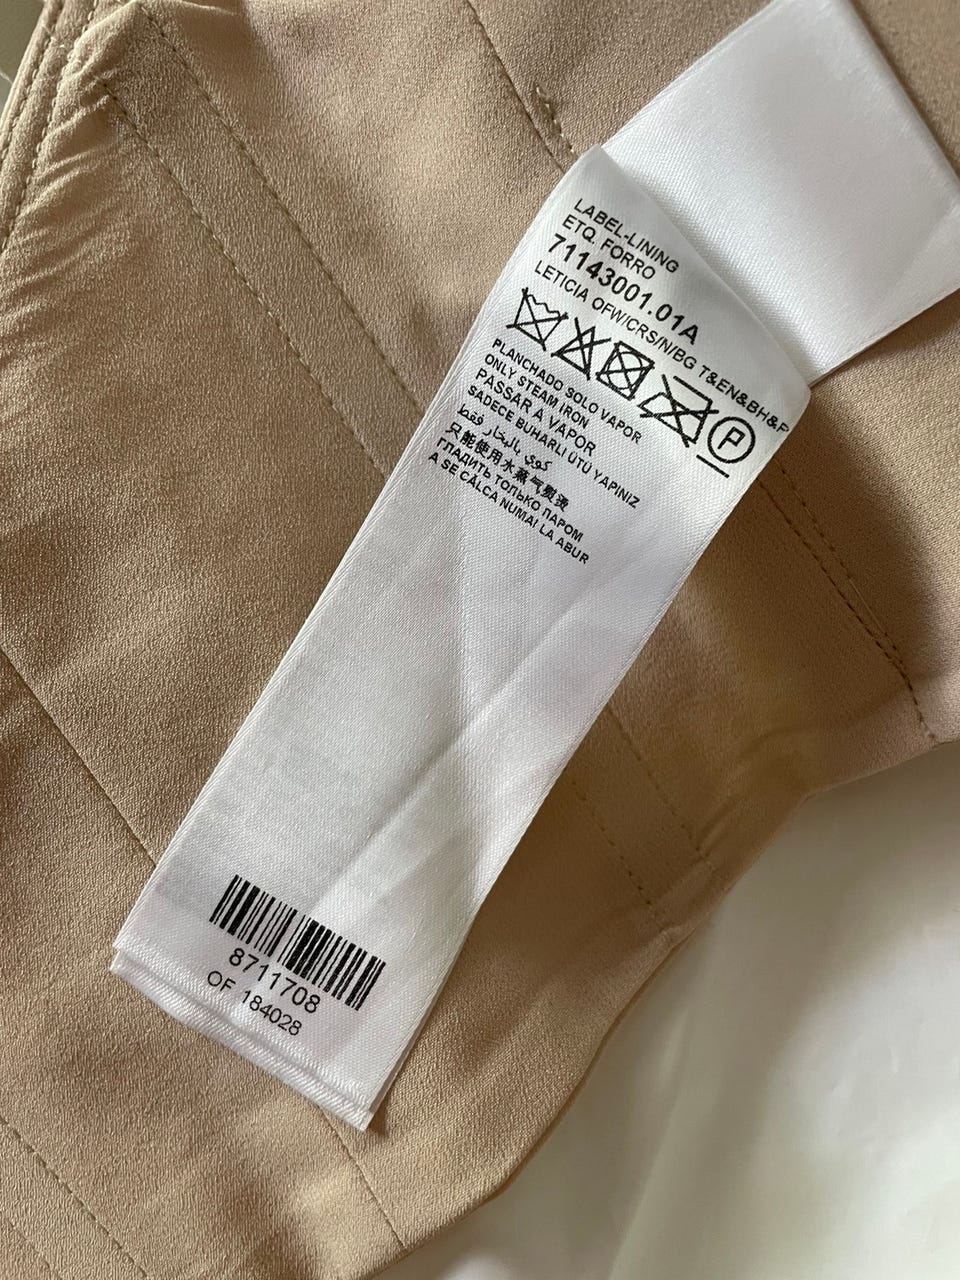 LABEL-LINING
ETQ. FORRO
71143001.01A
LETICIA OFW/CRS/N/BG T&EN&BH&P
P
PLANCHADO SOLO VAPOR
ONLY STEAM IRON
PASSAR A VAPOR
SADECE BUHARLI ÜTÜ YAPINIZ
كوي بالبخار فقط
只能使用水蒸气熨烫
ГЛАДИТЬ ТОЛЬКО ПАРОМ
A SE CĂLCA NUMAI LA ABUR
8711708
OF 184028